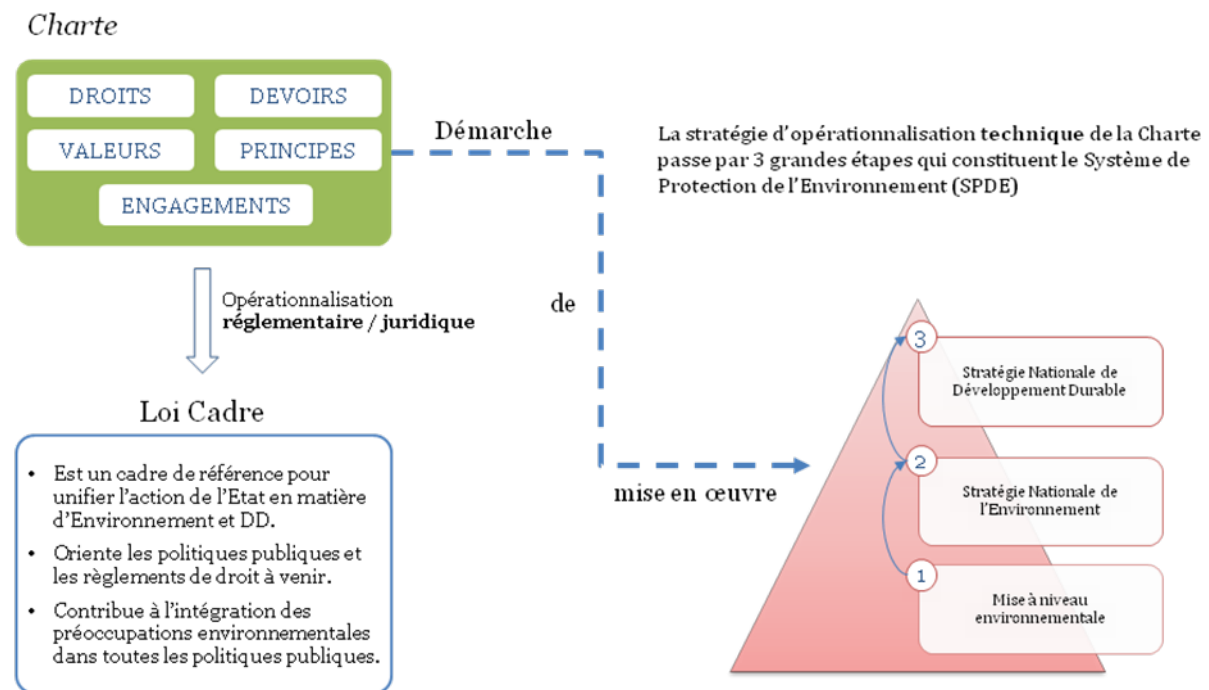 Charte
DROITS
DEVOIRS
VALEURS
PRINCIPES
ENGAGEMENTS
Démarche
de
mise en œuvre
La stratégie d'opérationnalisation technique de la Charte
passe par 3 grandes étapes qui constituent le Système de
Protection de l'Environnement (SPDE)
Opérationnalisation
réglementaire / juridique
Loi Cadre
• Est un cadre de référence pour
unifier l'action de l'Etat en matière
d'Environnement et DD.
• Oriente les politiques publiques et
les règlements de droit à venir.
• Contribue à l'intégration des
préoccupations environnementales
dans toutes les politiques publiques.
3
Stratégie Nationale de
Développement Durable
2
Stratégie Nationale de
l'Environnement
1
Mise à niveau
environnementale